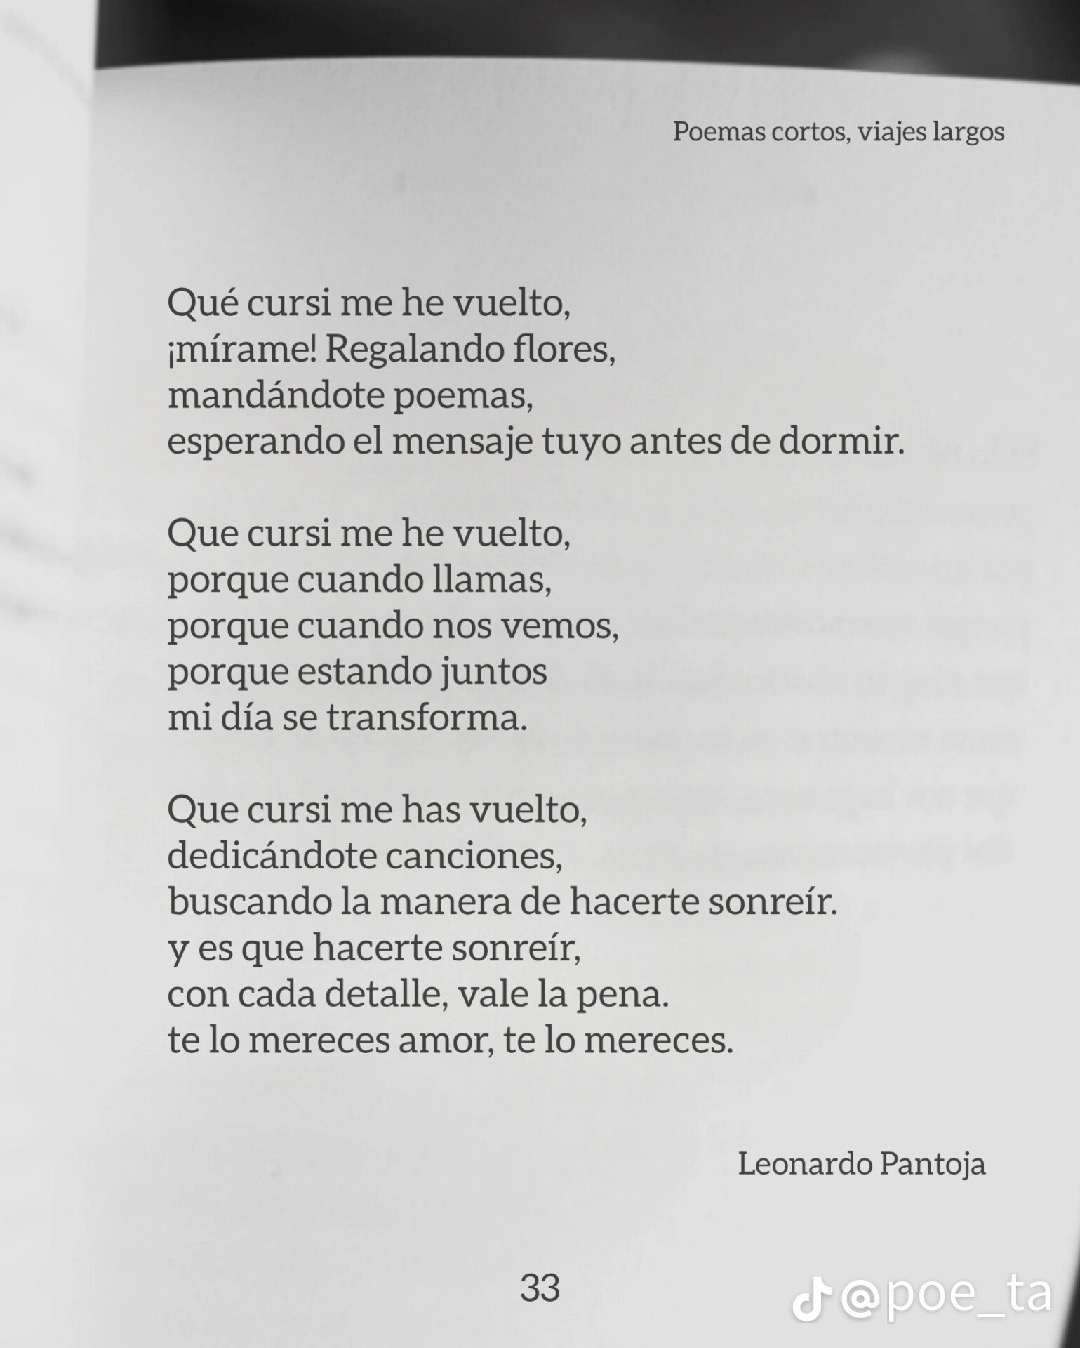 Poemas cortos, viajes largos
Qué cursi me he vuelto,
¡mírame! Regalando flores,
mandándote poemas,
esperando el mensaje tuyo antes de dormir.
Que cursi me he vuelto,
porque cuando llamas,
porque cuando nos vemos,
porque estando juntos
mi día se transforma.
Que cursi me has vuelto,
dedicándote canciones,
buscando la manera de hacerte sonreír.
y es que hacerte sonreír,
con cada detalle, vale la pena.
te lo mereces amor, te lo mereces.
Leonardo Pantoja
33
@poe_ta